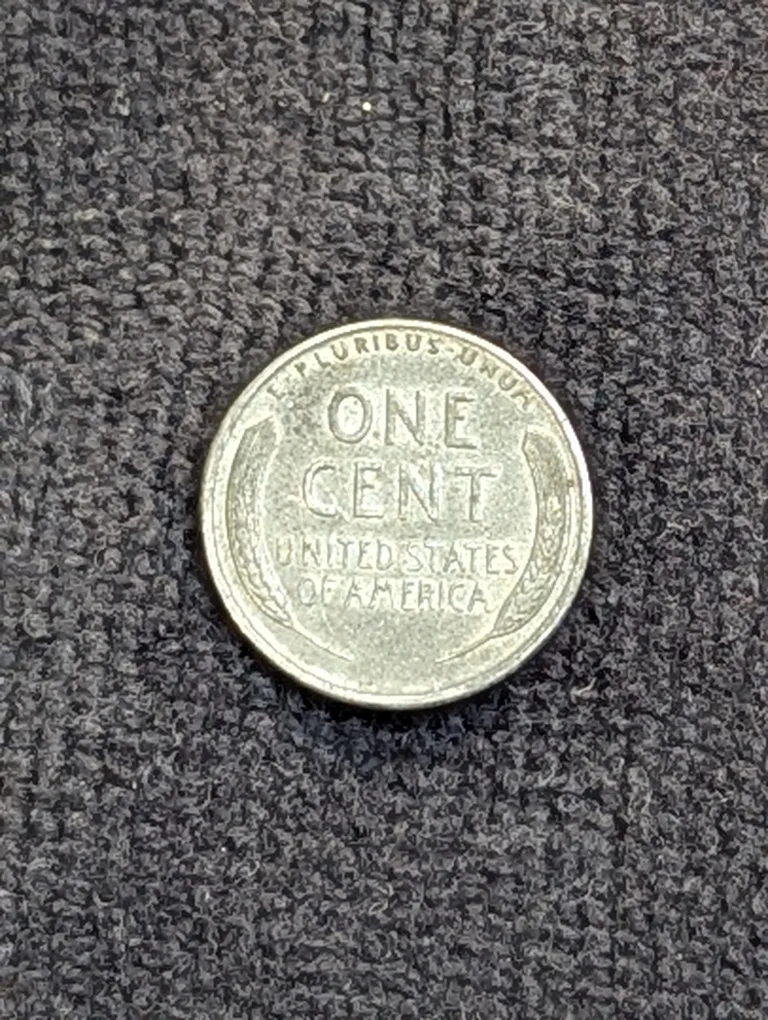 E·PLURIBUS·UNUM
ONE
CENT
UNITED STATES
OF AMERICA